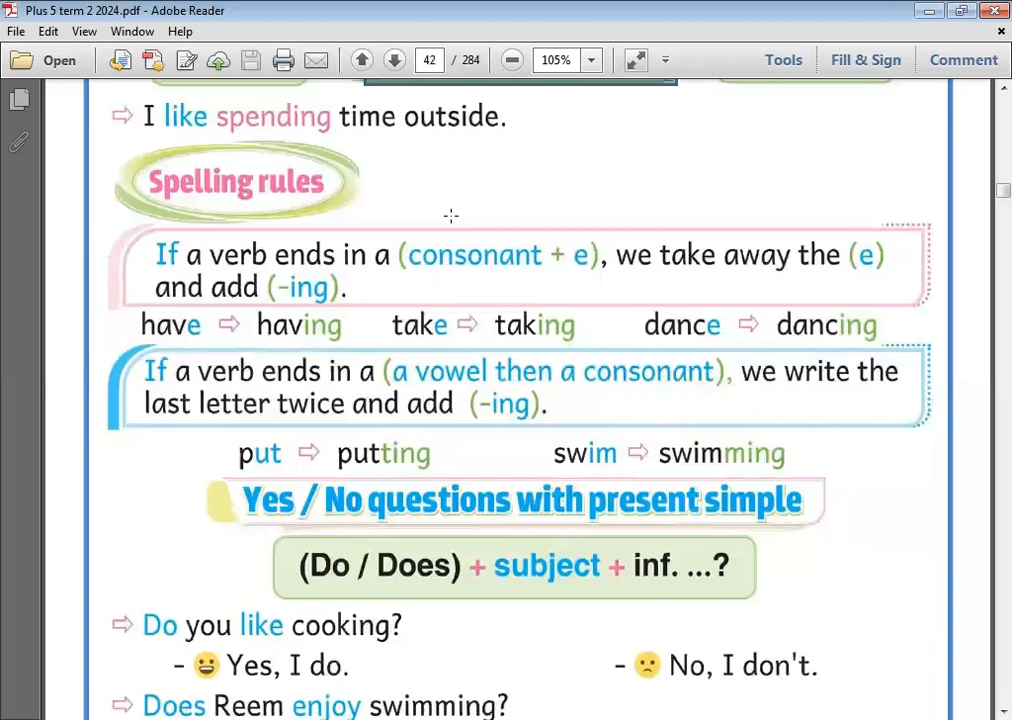 Plus 5 term 2 2024.pdf - Adobe Reader
File Edit View Window Help
Open 42 / 284 105% Tools Fill & Sign Comment
⇨ I like spending time outside.
Spelling rules
If a verb ends in a (consonant + e), we take away the (e)
and add (-ing).
have ⇨ having take ⇨ taking dance ⇨ dancing
If a verb ends in a (a vowel then a consonant), we write the
last letter twice and add (-ing).
put ⇨ putting swim ⇨ swimming
Yes / No questions with present simple
(Do / Does) + subject + inf. ...?
⇨ Do you like cooking?
- 😀 Yes, I do. - 🙁 No, I don't.
⇨ Does Reem enjoy swimming?